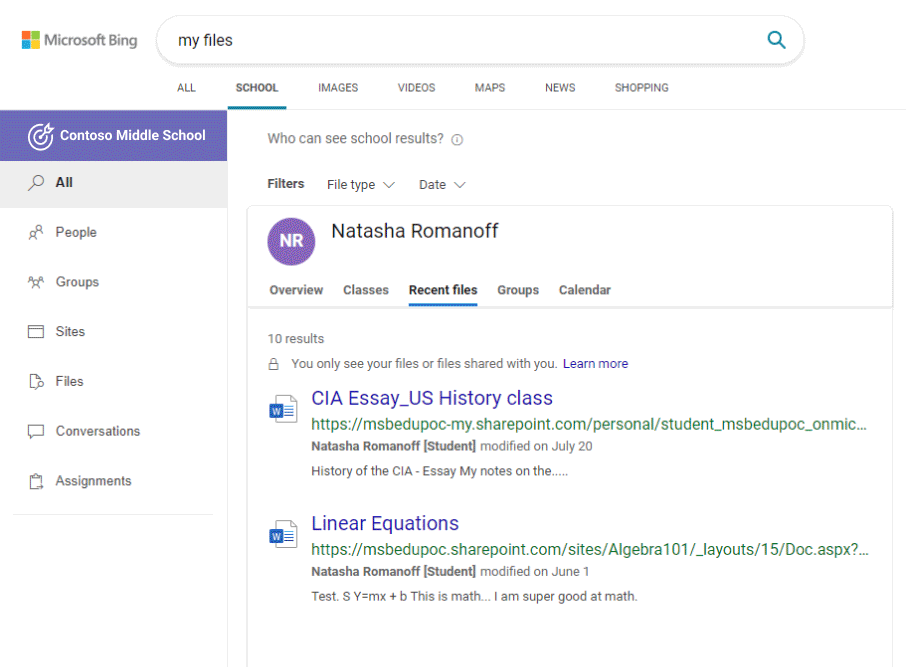 Microsoft Bing
my files
ALL SCHOOL IMAGES VIDEOS MAPS NEWS SHOPPING
Contoso Middle School
All
People
Groups
Sites
Files
Conversations
Assignments
Who can see school results?
Filters File type Date
NR
Natasha Romanoff
Overview Classes Recent files Groups Calendar
10 results
You only see your files or files shared with you. Learn more
W
CIA Essay_US History class
https://msbedupoc-my.sharepoint.com/personal/student_msbedupoc_onmic...
Natasha Romanoff [Student] modified on July 20
History of the CIA - Essay My notes on the.....
W
Linear Equations
https://msbedupoc.sharepoint.com/sites/Algebra101/_layouts/15/Doc.aspx?...
Natasha Romanoff [Student] modified on June 1
Test. S Y=mx + b This is math... I am super good at math.